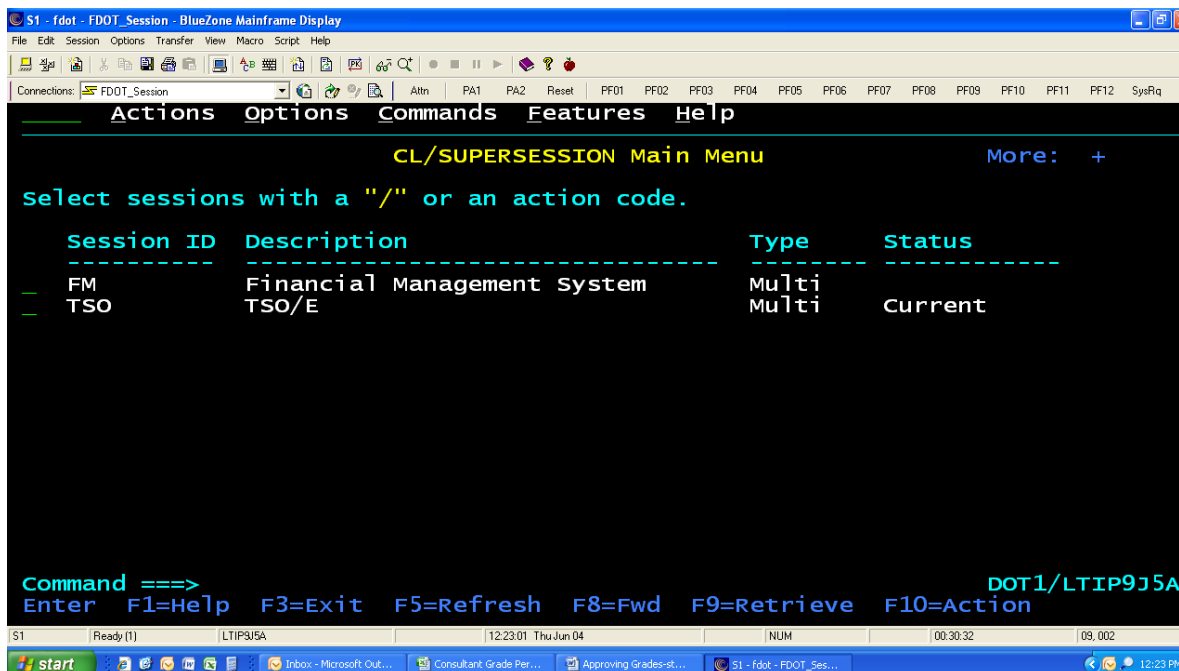 S1 - fdot - FDOT_Session - BlueZone Mainframe Display
File Edit Session Options Transfer View Macro Script Help
Connections: FDOT_Session Attn PA1 PA2 Reset PF01 PF02 PF03 PF04 PF05 PF06 PF07 PF08 PF09 PF10 PF11 PF12 SysRq
Actions Options Commands Features Help
CL/SUPERSESSION Main Menu More: +
Select sessions with a "/" or an action code.
Session ID Description Type Status
---------- -------------------------------- -------- ------------
_ FM Financial Management System Multi
_ TSO TSO/E Multi Current
Command ===> DOT1/LTIP9J5A
Enter F1=Help F3=Exit F5=Refresh F8=Fwd F9=Retrieve F10=Action
S1 Ready (1) LTIP9J5A 12:23:01 Thu Jun 04 NUM 00:30:32 09, 002
start Inbox - Microsoft Out... Consultant Grade Per... Approving Grades-st... S1 - fdot - FDOT_Ses... 12:23 PM